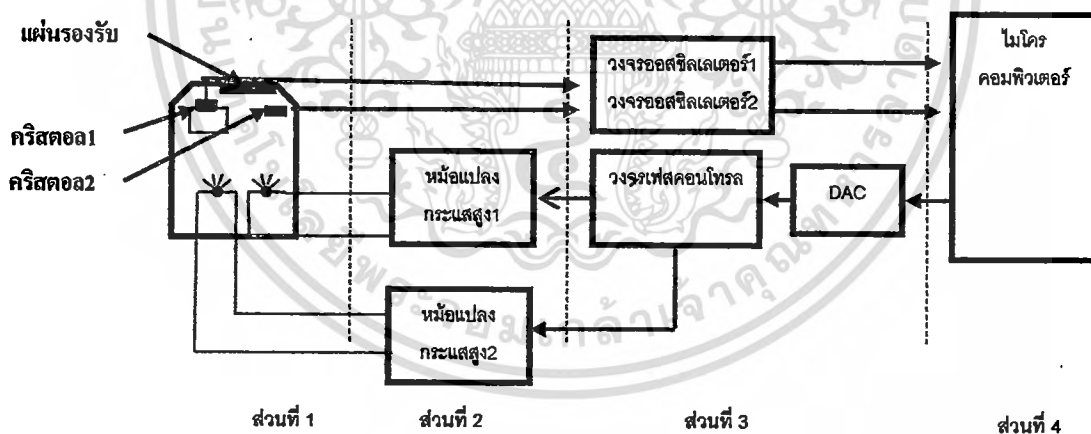 แผ่นรองรับ
คริสตอล1
คริสตอล2
วงจรออสซิลเลเตอร์1
วงจรออสซิลเลเตอร์2
ไมโคร
คอมพิวเตอร์
หม้อแปลง
กระแสสูง1
วงจรเฟสคอนโทรล
DAC
หม้อแปลง
กระแสสูง2
ส่วนที่ 1
ส่วนที่ 2
ส่วนที่ 3
ส่วนที่ 4